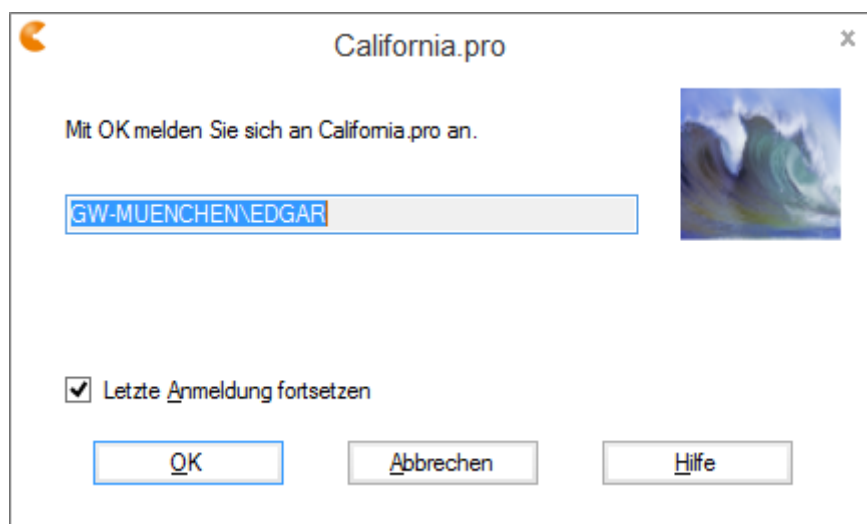 California.pro
Mit OK melden Sie sich an California.pro an.
GW-MUENCHEN\EDGAR
Letzte Anmeldung fortsetzen
OK
Abbrechen
Hilfe